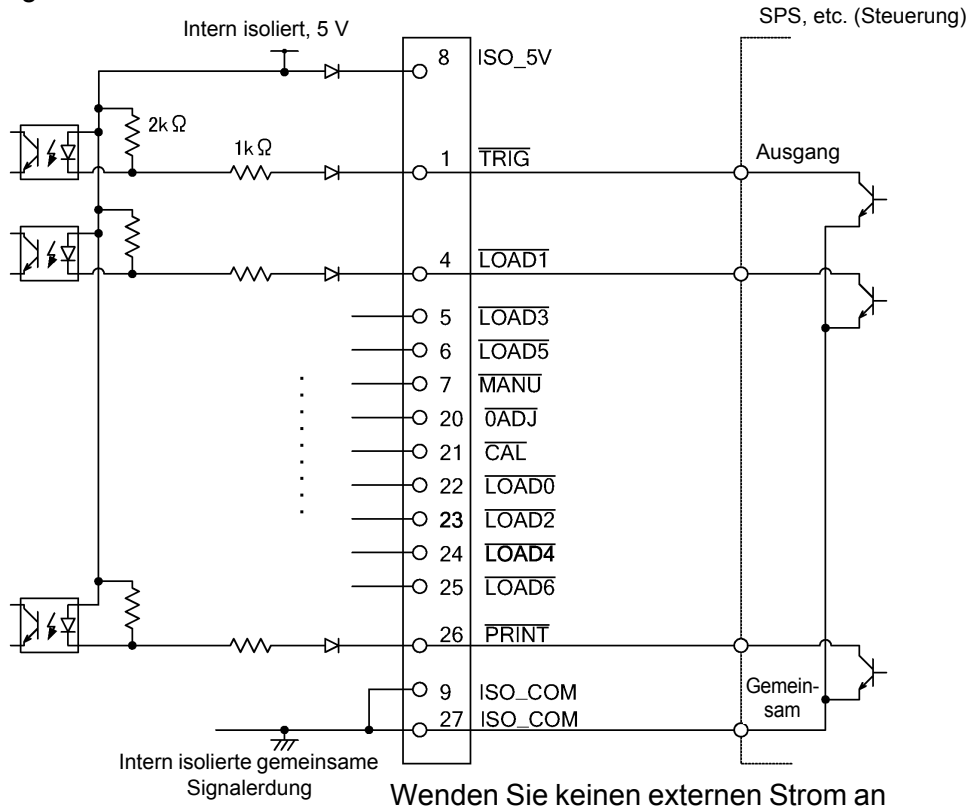 SPS, etc. (Steuerung)
Intern isoliert, 5 V
8 ISO_5V
2kΩ
1kΩ
1 TRIG
Ausgang
4 LOAD1
5 LOAD3
6 LOAD5
7 MANU
20 0ADJ
21 CAL
22 LOAD0
23 LOAD2
24 LOAD4
25 LOAD6
26 PRINT
9 ISO_COM
27 ISO_COM
Gemein-
sam
Intern isolierte gemeinsame
Signalerdung
Wenden Sie keinen externen Strom an